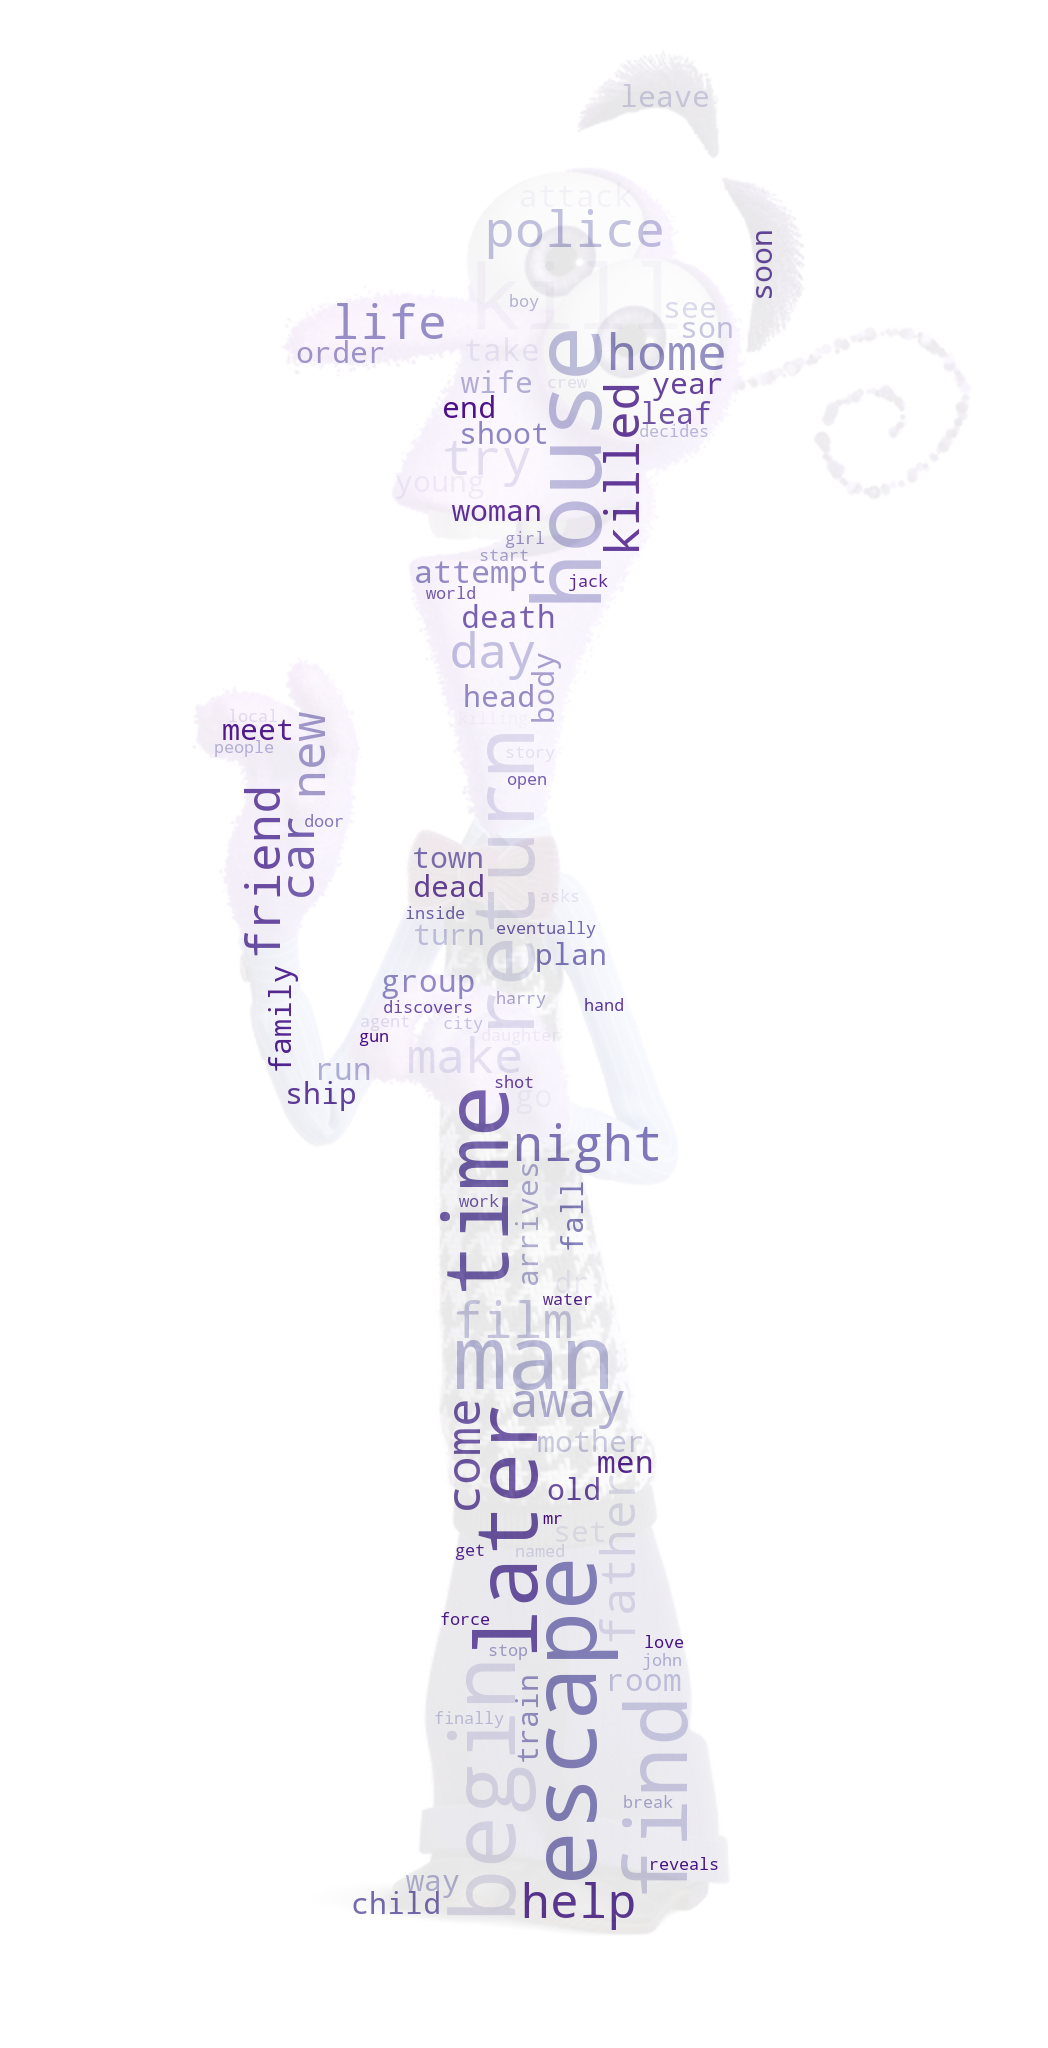 leave
attack
police
soon
kill
boy
see
life
son
order
take
home
house
wife
crew
year
killed
end
leaf
shoot
decides
try
young
woman
girl
start
attempt
jack
world
death
day
body
head
killing
local
meet
new
people
story
return
open
friend
car
door
town
dead
asks
inside
eventually
turn
plan
family
group
harry
discovers
hand
agent
city
gun
daughter
make
run
shot
ship
go
time
night
arrives
fall
work
dr
water
film
man
away
come
later
mother
men
old
father
mr
set
get
named
escape
force
love
stop
john
begin
room
train
find
finally
break
reveals
way
child
help